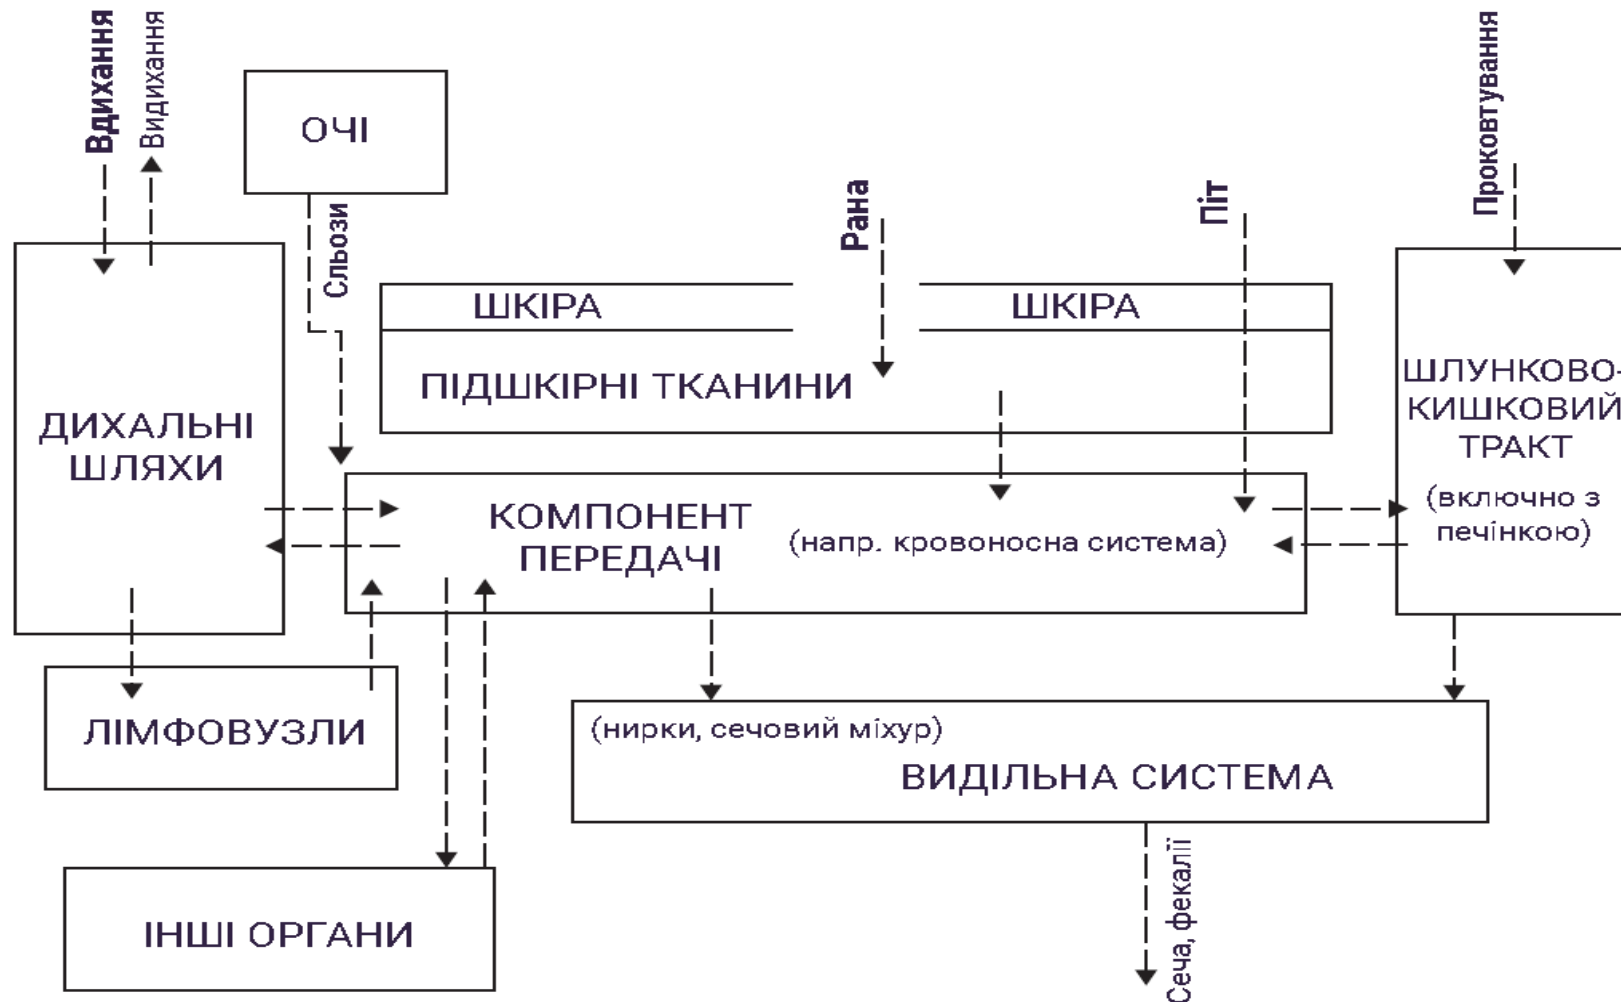 Вдихання
Видихання
ОЧІ
Сльози
Рана
Піт
Проковтування
ШКІРА
ШКІРА
ПІДШКІРНІ ТКАНИНИ
ДИХАЛЬНІ
ШЛЯХИ
ШЛУНКОВО-
КИШКОВИЙ
ТРАКТ
(включно з
печінкою)
КОМПОНЕНТ
ПЕРЕДАЧІ
(напр. кровоносна система)
ЛІМФОВУЗЛИ
(нирки, сечовий міхур)
ВИДІЛЬНА СИСТЕМА
ІНШІ ОРГАНИ
Сеча, фекалії